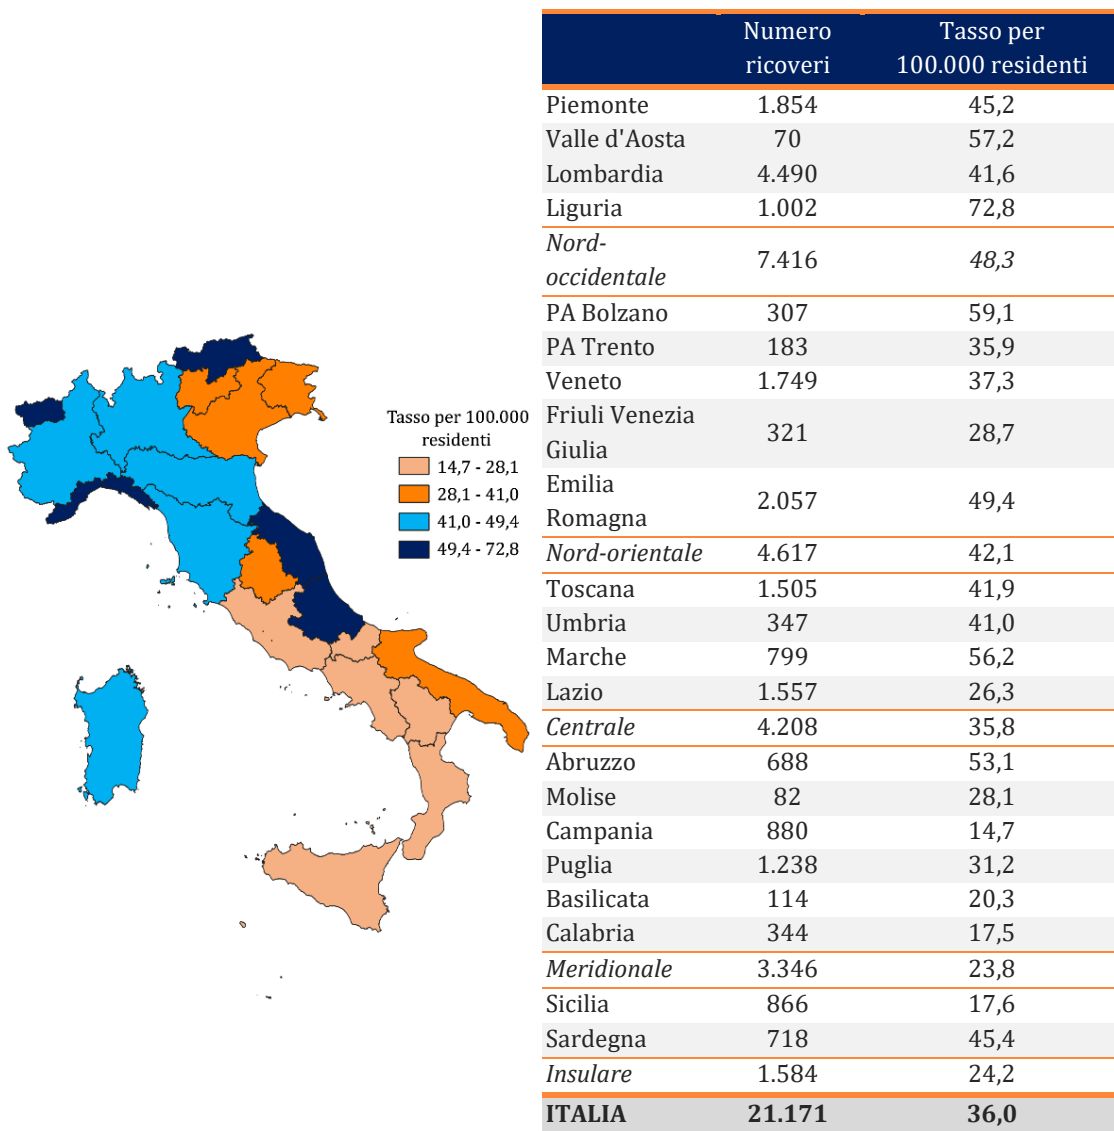 Tasso per 100.000
residenti
14,7 - 28,1
28,1 - 41,0
41,0 - 49,4
49,4 - 72,8
Numero ricoveri Tasso per 100.000 residenti
Piemonte 1.854 45,2
Valle d'Aosta 70 57,2
Lombardia 4.490 41,6
Liguria 1.002 72,8
Nord-occidentale 7.416 48,3
PA Bolzano 307 59,1
PA Trento 183 35,9
Veneto 1.749 37,3
Friuli Venezia Giulia 321 28,7
Emilia Romagna 2.057 49,4
Nord-orientale 4.617 42,1
Toscana 1.505 41,9
Umbria 347 41,0
Marche 799 56,2
Lazio 1.557 26,3
Centrale 4.208 35,8
Abruzzo 688 53,1
Molise 82 28,1
Campania 880 14,7
Puglia 1.238 31,2
Basilicata 114 20,3
Calabria 344 17,5
Meridionale 3.346 23,8
Sicilia 866 17,6
Sardegna 718 45,4
Insulare 1.584 24,2
ITALIA 21.171 36,0